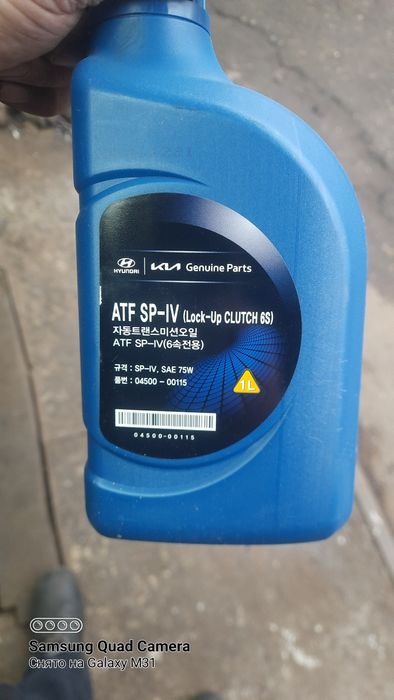 HYUNDAI KIA Genuine Parts
ATF SP-IV (Lock-Up CLUTCH 6S)
자동트랜스미션오일
ATF SP-IV(6속전용)
규격 : SP-IV, SAE 75W
품번 : 04500 - 00115
1L
04500-00115
Samsung Quad Camera
Снято на Galaxy M31